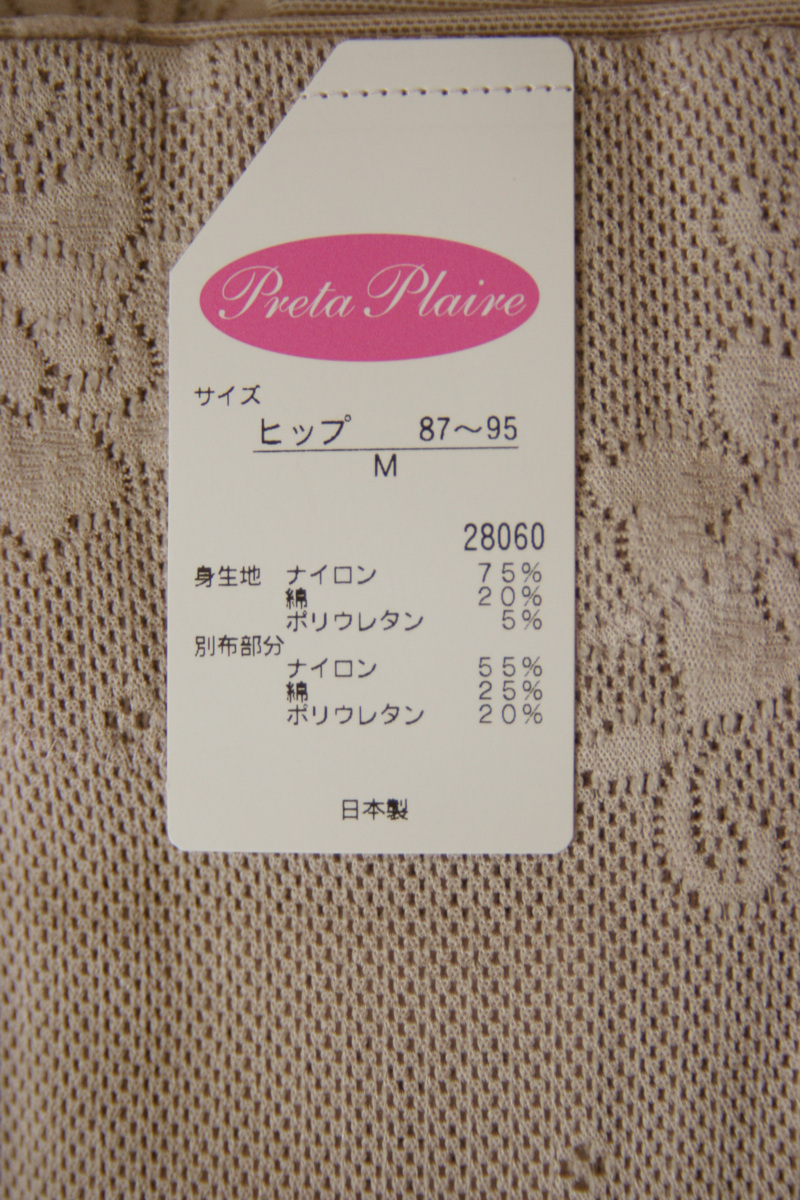 Preta Plaire
サイズ
ヒップ 87〜95
M
28060
身生地 ナイロン 75%
綿 20%
ポリウレタン 5%
別布部分
ナイロン 55%
綿 25%
ポリウレタン 20%
日本製